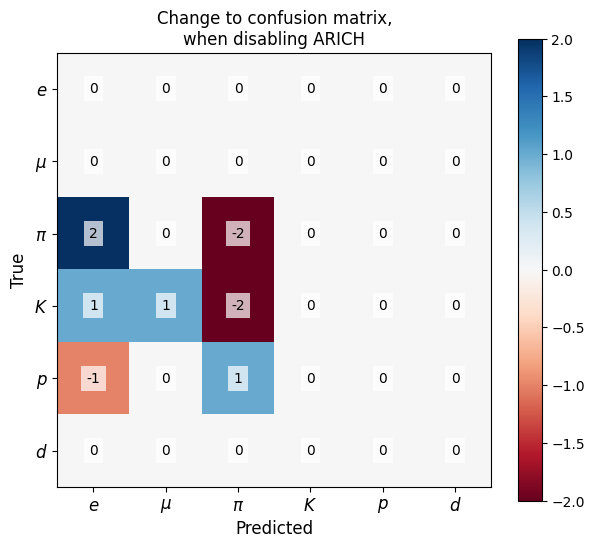 Change to confusion matrix,
when disabling ARICH
True
e 0 0 0 0 0 0
μ 0 0 0 0 0 0
π 2 0 -2 0 0 0
K 1 1 -2 0 0 0
p -1 0 1 0 0 0
d 0 0 0 0 0 0
e μ π K p d
Predicted
2.0
1.5
1.0
0.5
0.0
−0.5
−1.0
−1.5
−2.0